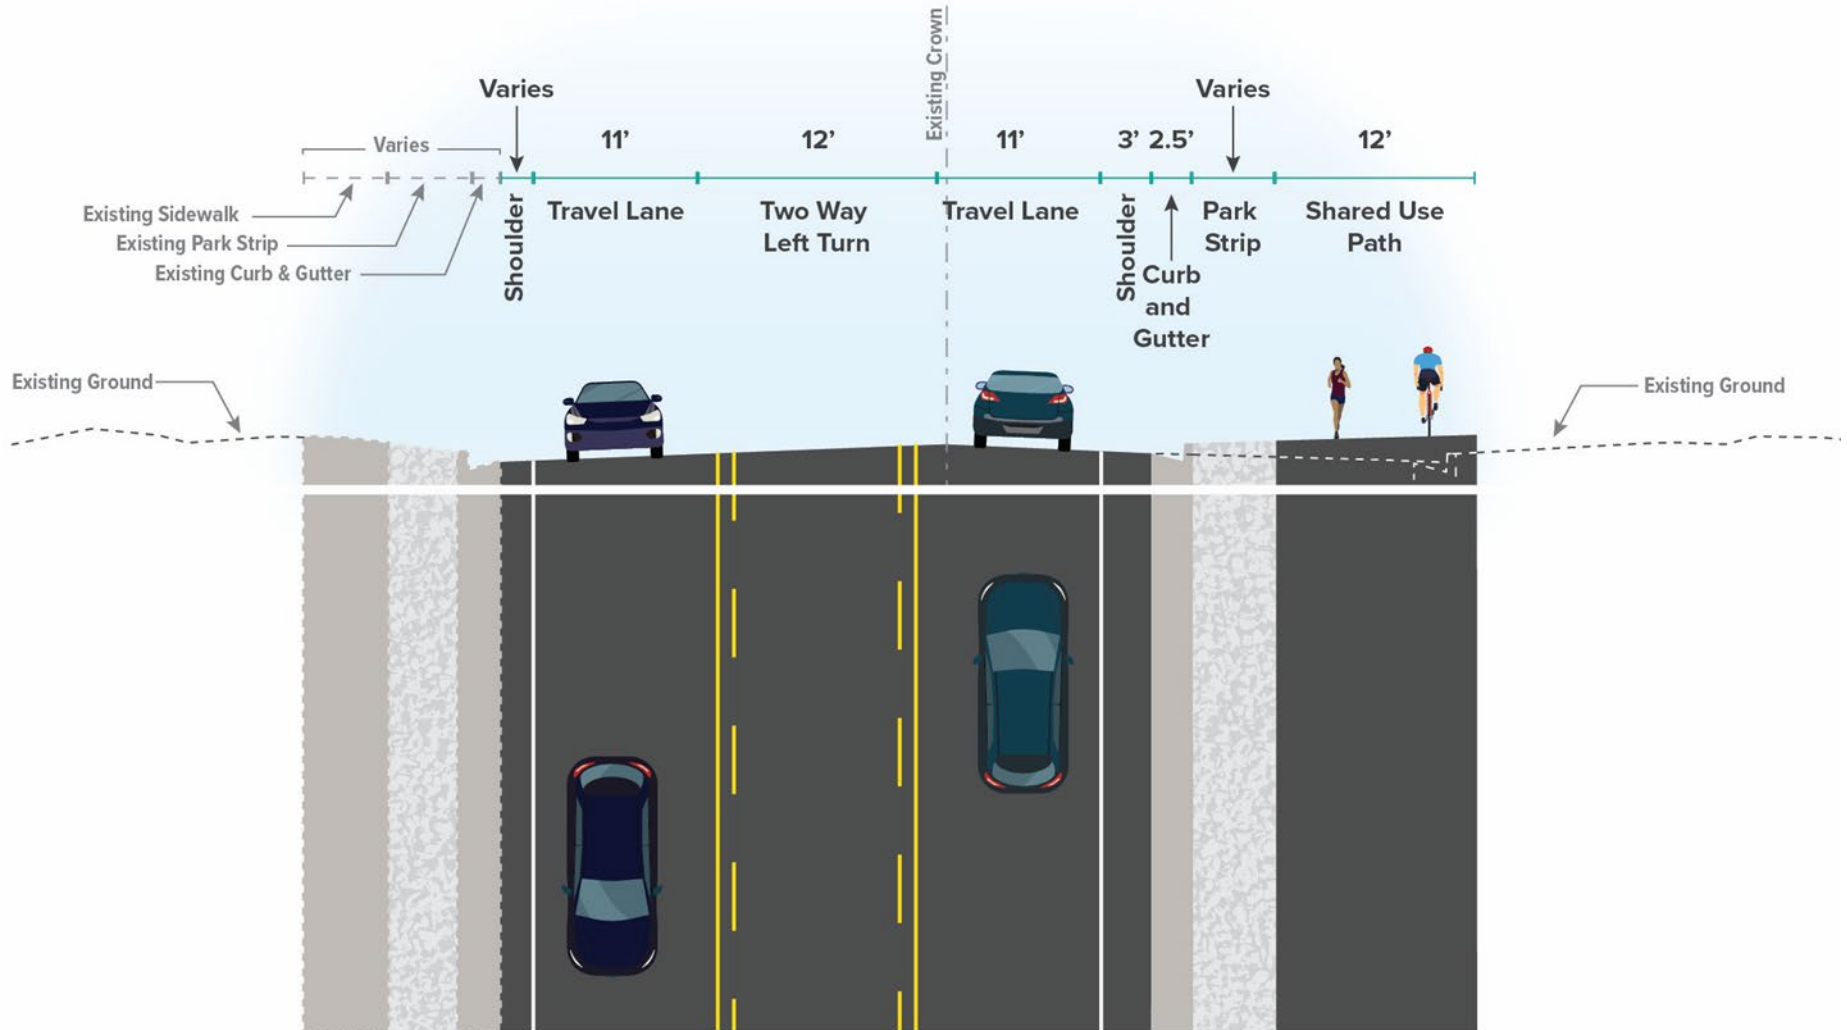 Existing Crown
Varies
Varies
11’
12’
11’
3’
2.5’
12’
Varies
Existing Sidewalk
Existing Park Strip
Existing Curb & Gutter
Shoulder
Travel Lane
Two Way
Left Turn
Travel Lane
Shoulder
Curb
and
Gutter
Park
Strip
Shared Use
Path
Existing Ground
Existing Ground